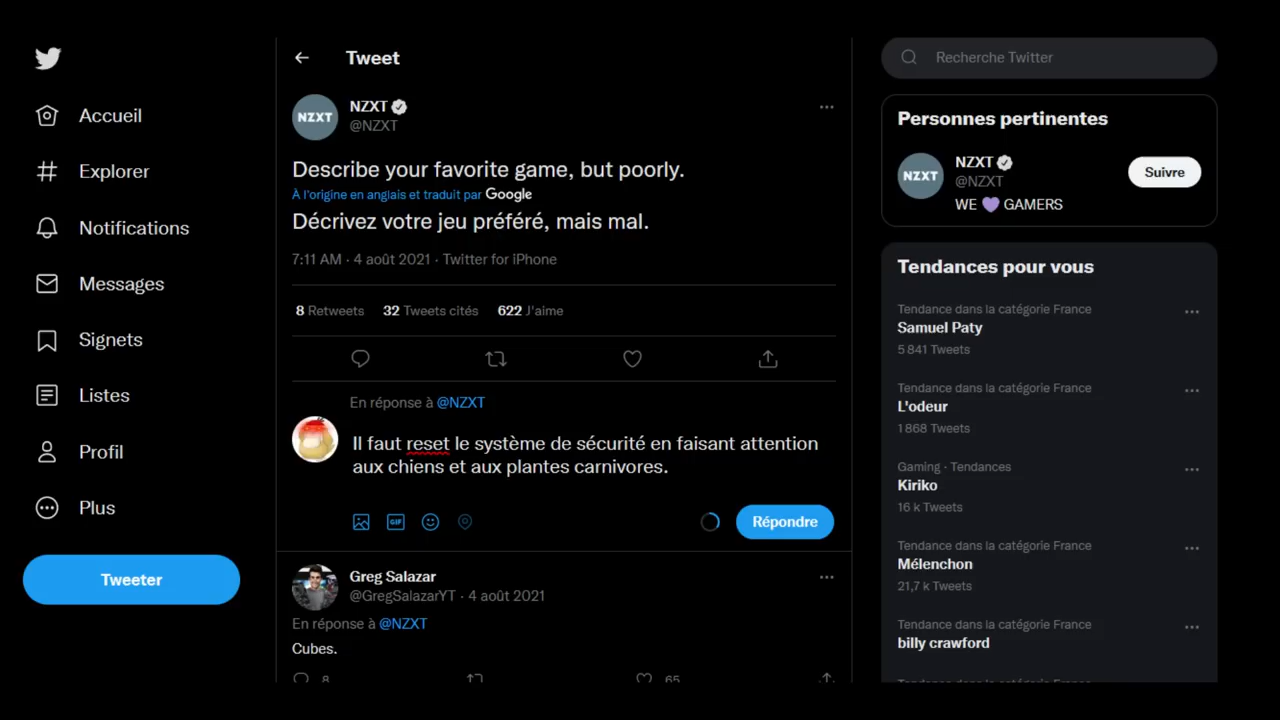 Accueil
Explorer
Notifications
Messages
Signets
Listes
Profil
Plus
Tweeter
Tweet
NZXT
NZXT
@NZXT
Describe your favorite game, but poorly.
À l'origine en anglais et traduit par Google
Décrivez votre jeu préféré, mais mal.
7:11 AM · 4 août 2021 · Twitter for iPhone
8 Retweets 32 Tweets cités 622 J'aime
En réponse à @NZXT
Il faut reset le système de sécurité en faisant attention
aux chiens et aux plantes carnivores.
GIF
Répondre
Greg Salazar
@GregSalazarYT · 4 août 2021
En réponse à @NZXT
Cubes.
8 65
Recherche Twitter
Personnes pertinentes
NZXT
NZXT
@NZXT
Suivre
WE 💜 GAMERS
Tendances pour vous
Tendance dans la catégorie France
Samuel Paty
5 841 Tweets
Tendance dans la catégorie France
L'odeur
1 868 Tweets
Gaming · Tendances
Kiriko
16 k Tweets
Tendance dans la catégorie France
Mélenchon
21,7 k Tweets
Tendance dans la catégorie France
billy crawford